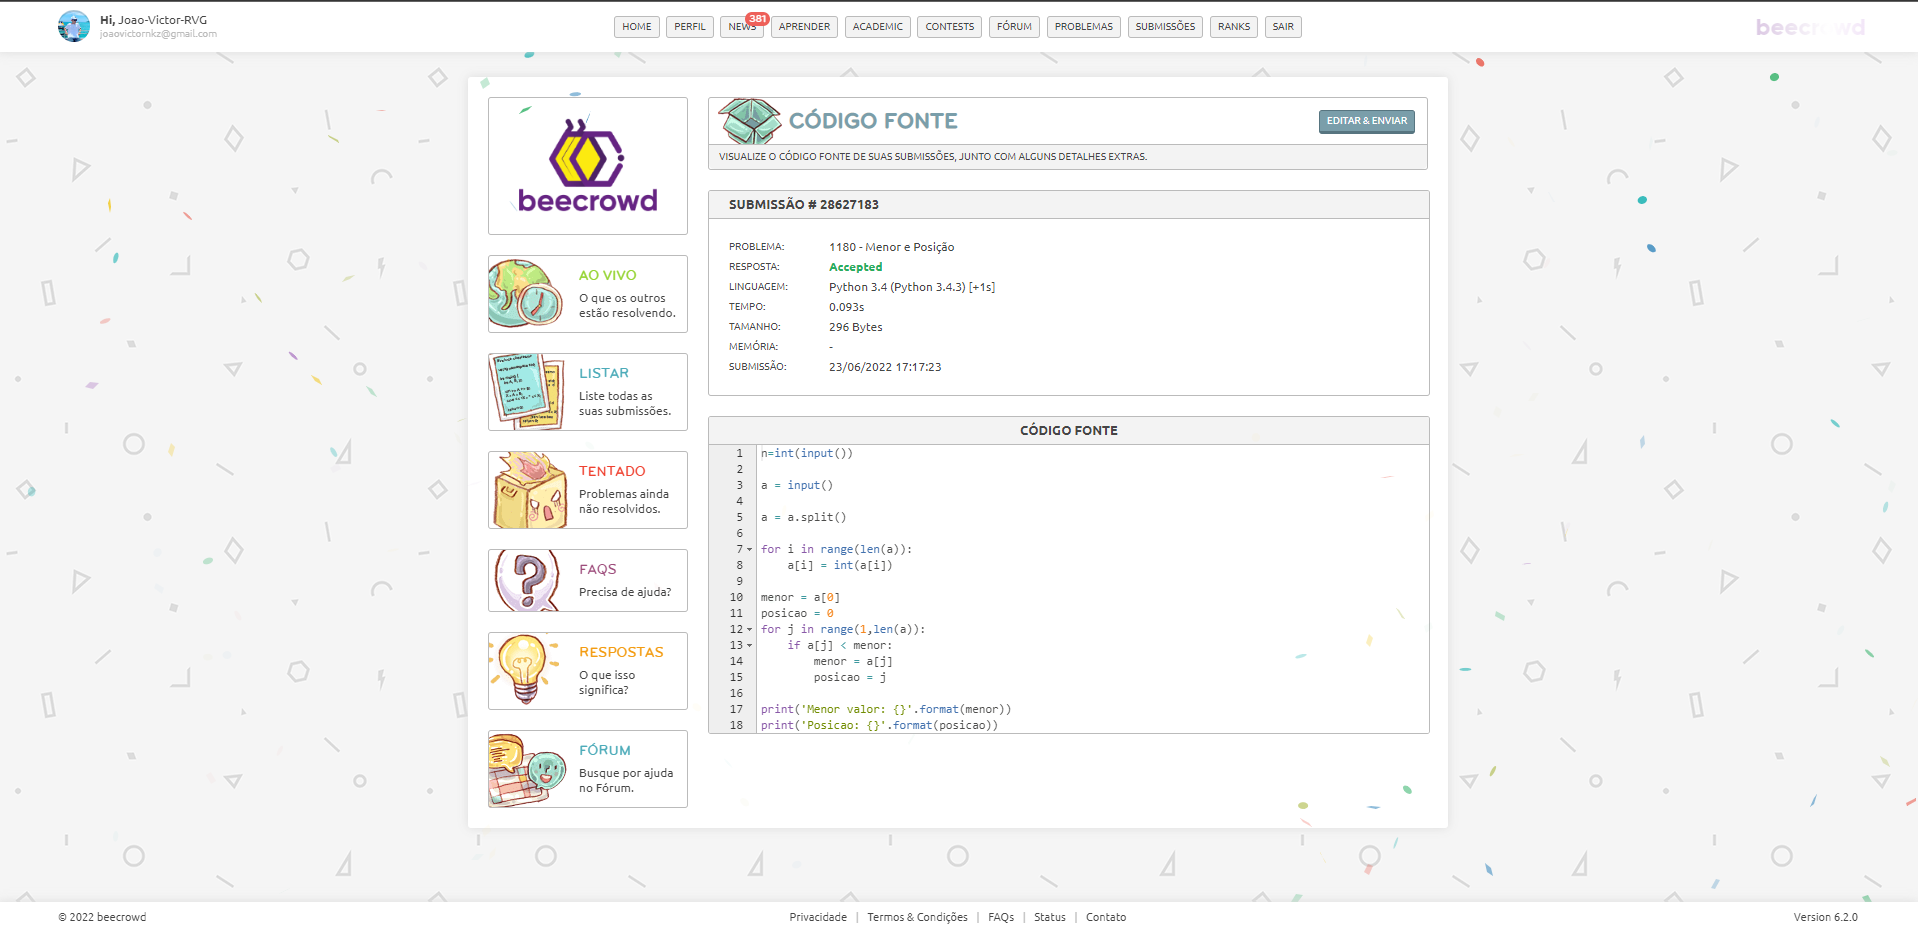 Hi, Joao-Victor-RVG
joaovictornkz@gmail.com
HOME PERFIL NEWS 381 APRENDER ACADEMIC CONTESTS FÓRUM PROBLEMAS SUBMISSÕES RANKS SAIR
beecrowd
beecrowd
AO VIVO
O que os outros
estão resolvendo.
LISTAR
Liste todas as
suas submissões.
TENTADO
Problemas ainda
não resolvidos.
FAQS
Precisa de ajuda?
RESPOSTAS
O que isso
significa?
FÓRUM
Busque por ajuda
no Fórum.
CÓDIGO FONTE
EDITAR & ENVIAR
VISUALIZE O CÓDIGO FONTE DE SUAS SUBMISSÕES, JUNTO COM ALGUNS DETALHES EXTRAS.
SUBMISSÃO # 28627183
PROBLEMA: 1180 - Menor e Posição
RESPOSTA: Accepted
LINGUAGEM: Python 3.4 (Python 3.4.3) [+1s]
TEMPO: 0.093s
TAMANHO: 296 Bytes
MEMÓRIA: -
SUBMISSÃO: 23/06/2022 17:17:23
CÓDIGO FONTE
1 n=int(input())
2
3 a = input()
4
5 a = a.split()
6
7 for i in range(len(a)):
8     a[i] = int(a[i])
9
10 menor = a[0]
11 posicao = 0
12 for j in range(1,len(a)):
13     if a[j] < menor:
14         menor = a[j]
15         posicao = j
16
17 print('Menor valor: {}'.format(menor))
18 print('Posicao: {}'.format(posicao))
© 2022 beecrowd
Privacidade | Termos & Condições | FAQs | Status | Contato
Version 6.2.0